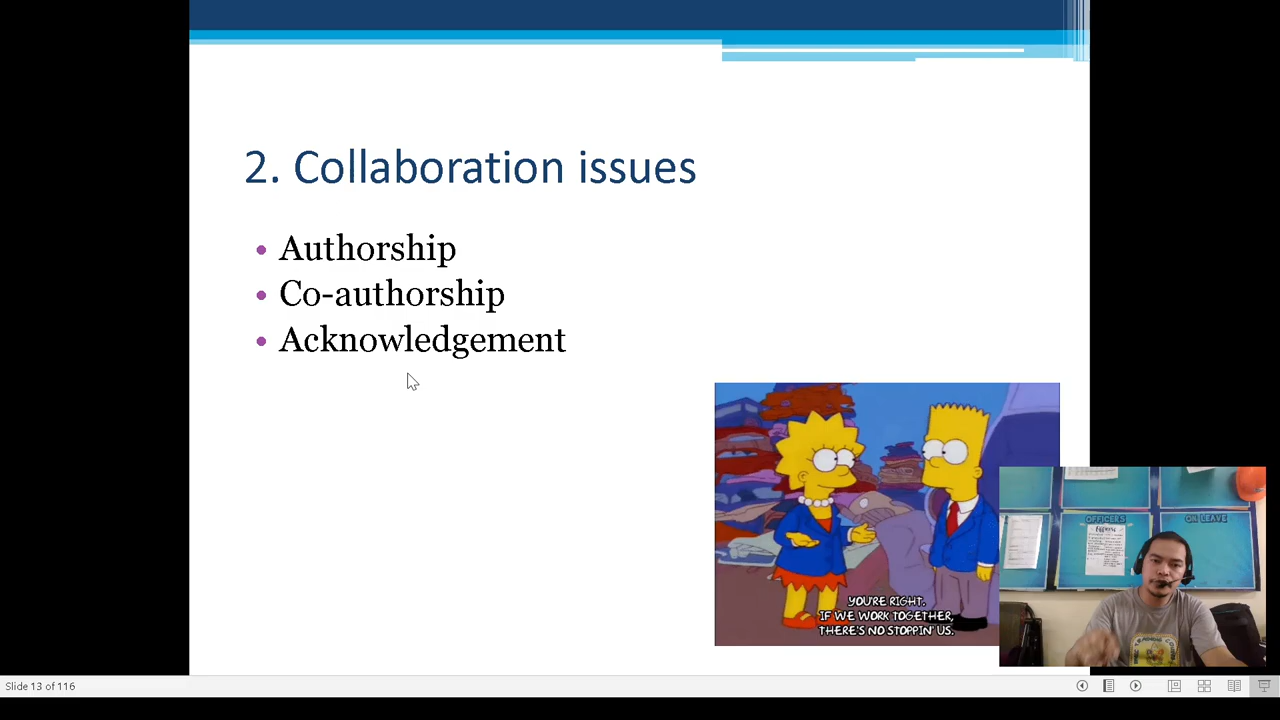 2. Collaboration issues
• Authorship
• Co-authorship
• Acknowledgement
YOU'RE RIGHT.
IF WE WORK TOGETHER,
THERE'S NO STOPPIN' US.
OFFICERS
ON LEAVE
Slide 13 of 116